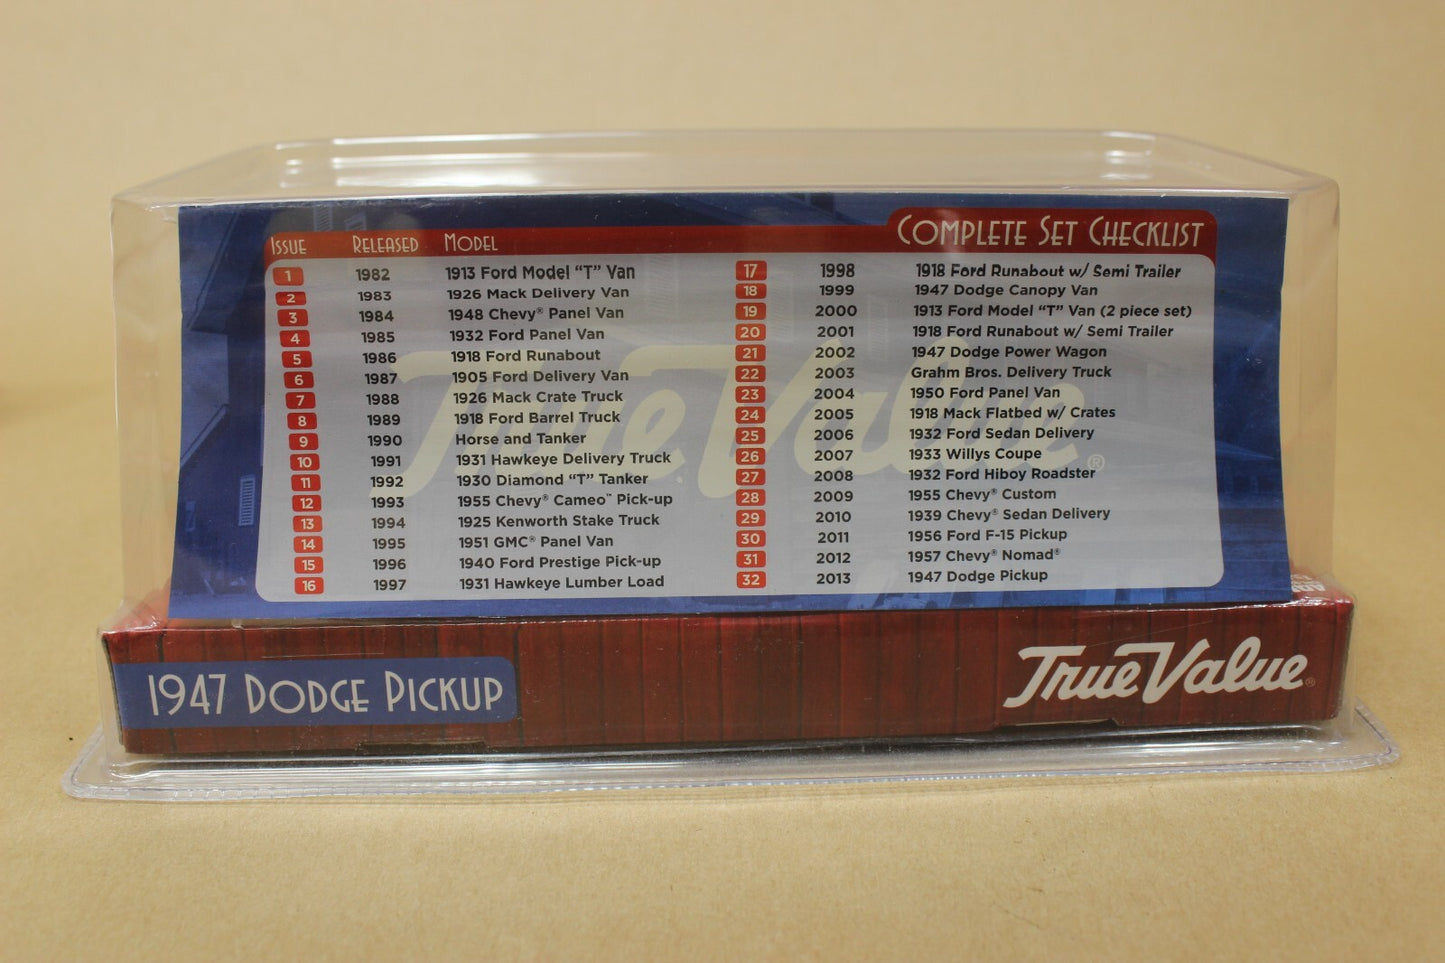 Issue Released Model Complete Set Checklist
1 1982 1913 Ford Model “T” Van
2 1983 1926 Mack Delivery Van
3 1984 1948 Chevy® Panel Van
4 1985 1932 Ford Panel Van
5 1986 1918 Ford Runabout
6 1987 1905 Ford Delivery Van
7 1988 1926 Mack Crate Truck
8 1989 1918 Ford Barrel Truck
9 1990 Horse and Tanker
10 1991 1931 Hawkeye Delivery Truck
11 1992 1930 Diamond “T” Tanker
12 1993 1955 Chevy® Cameo™ Pick-up
13 1994 1925 Kenworth Stake Truck
14 1995 1951 GMC® Panel Van
15 1996 1940 Ford Prestige Pick-up
16 1997 1931 Hawkeye Lumber Load
17 1998 1918 Ford Runabout w/ Semi Trailer
18 1999 1947 Dodge Canopy Van
19 2000 1913 Ford Model “T” Van (2 piece set)
20 2001 1918 Ford Runabout w/ Semi Trailer
21 2002 1947 Dodge Power Wagon
22 2003 Grahm Bros. Delivery Truck
23 2004 1950 Ford Panel Van
24 2005 1918 Mack Flatbed w/ Crates
25 2006 1932 Ford Sedan Delivery
26 2007 1933 Willys Coupe
27 2008 1932 Ford Hiboy Roadster
28 2009 1955 Chevy® Custom
29 2010 1939 Chevy® Sedan Delivery
30 2011 1956 Ford F-15 Pickup
31 2012 1957 Chevy® Nomad®
32 2013 1947 Dodge Pickup
True Value®
1947 Dodge Pickup
True Value®